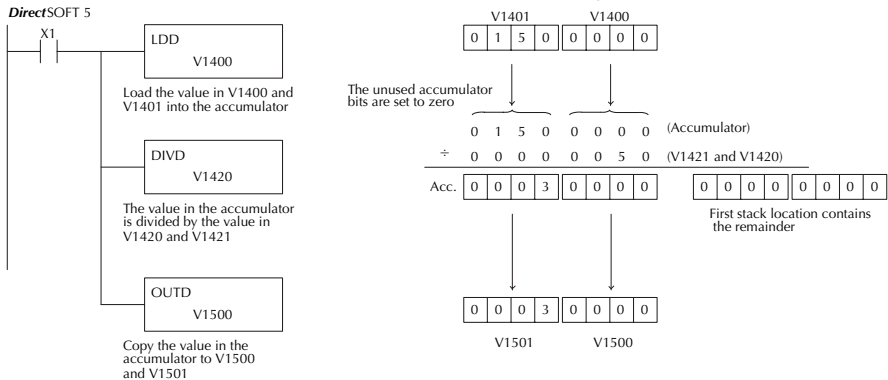 DirectSOFT 5
X1
LDD
V1400
Load the value in V1400 and
V1401 into the accumulator
DIVD
V1420
The value in the accumulator
is divided by the value in
V1420 and V1421
OUTD
V1500
Copy the value in the
accumulator to V1500
and V1501
V1401 V1400
0 1 5 0 0 0 0 0
The unused accumulator
bits are set to zero
0 1 5 0 0 0 0 0 (Accumulator)
÷ 0 0 0 0 0 0 5 0 (V1421 and V1420)
Acc. 0 0 0 3 0 0 0 0 0 0 0 0 0 0 0 0
First stack location contains
the remainder
0 0 0 3 0 0 0 0
V1501 V1500